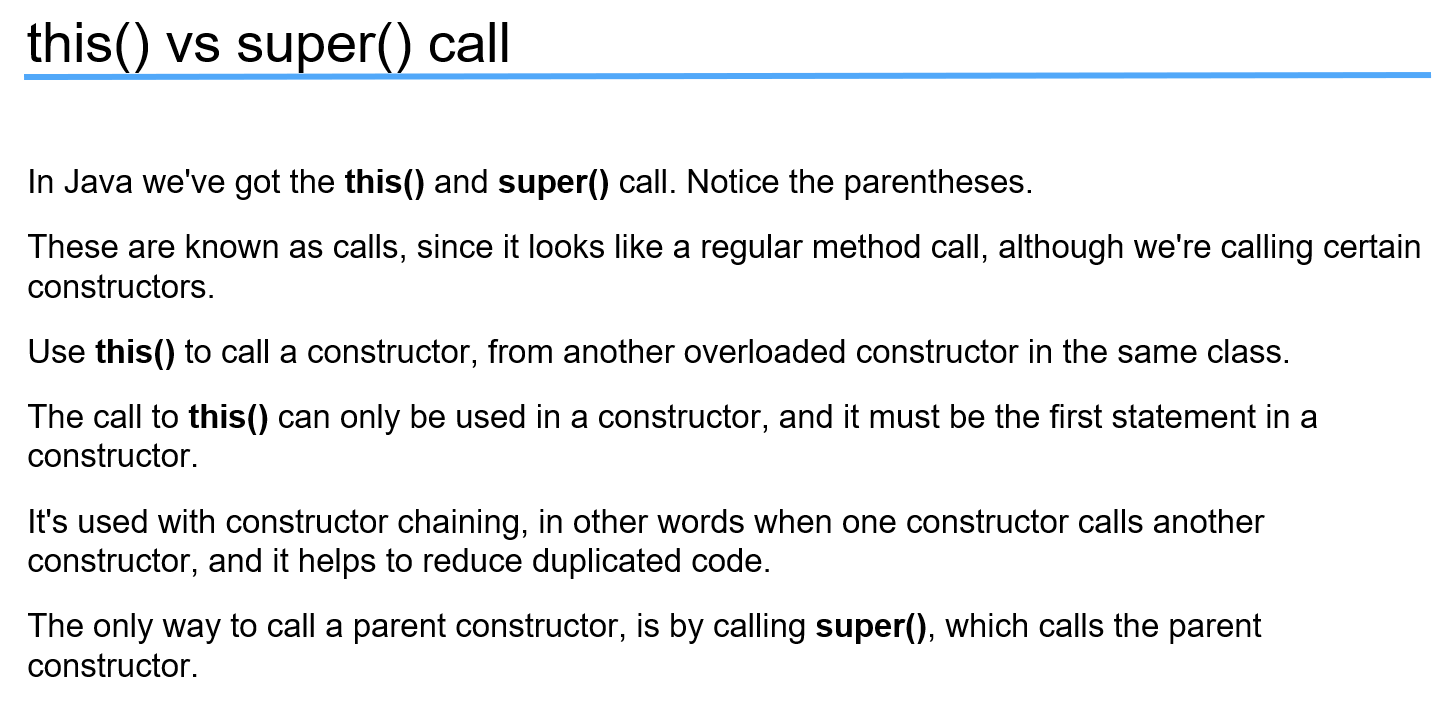 this() vs super() call
In Java we've got the this() and super() call. Notice the parentheses.
These are known as calls, since it looks like a regular method call, although we're calling certain
constructors.
Use this() to call a constructor, from another overloaded constructor in the same class.
The call to this() can only be used in a constructor, and it must be the first statement in a
constructor.
It's used with constructor chaining, in other words when one constructor calls another
constructor, and it helps to reduce duplicated code.
The only way to call a parent constructor, is by calling super(), which calls the parent
constructor.